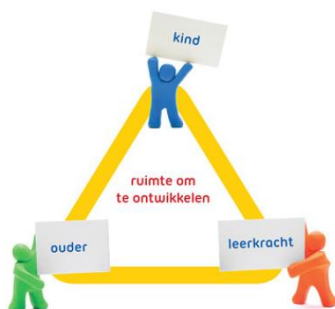 kind
ruimte om
te ontwikkelen
ouder
leerkracht